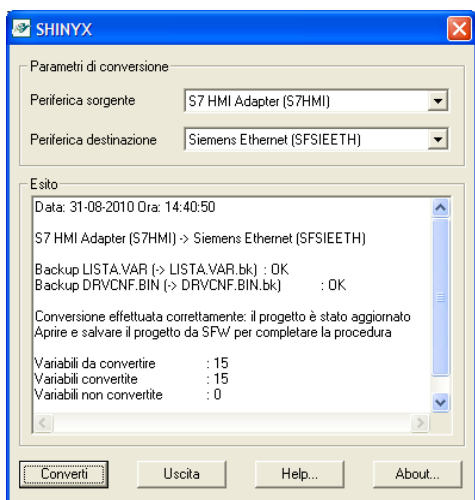 SHINYX
Parametri di conversione
Periferica sorgente S7 HMI Adapter (S7HMI)
Periferica destinazione Siemens Ethernet (SFSIEETH)
Esito
Data: 31-08-2010 Ora: 14:40:50
S7 HMI Adapter (S7HMI) -> Siemens Ethernet (SFSIEETH)
Backup LISTA.VAR (-> LISTA.VAR.bk) : OK
Backup DRVCNF.BIN (-> DRVCNF.BIN.bk) : OK
Conversione effettuata correttamente: il progetto è stato aggiornato
Aprire e salvare il progetto da SFW per completare la procedura
Variabili da convertire : 15
Variabili convertite : 15
Variabili non convertite : 0
Converti Uscita Help... About...